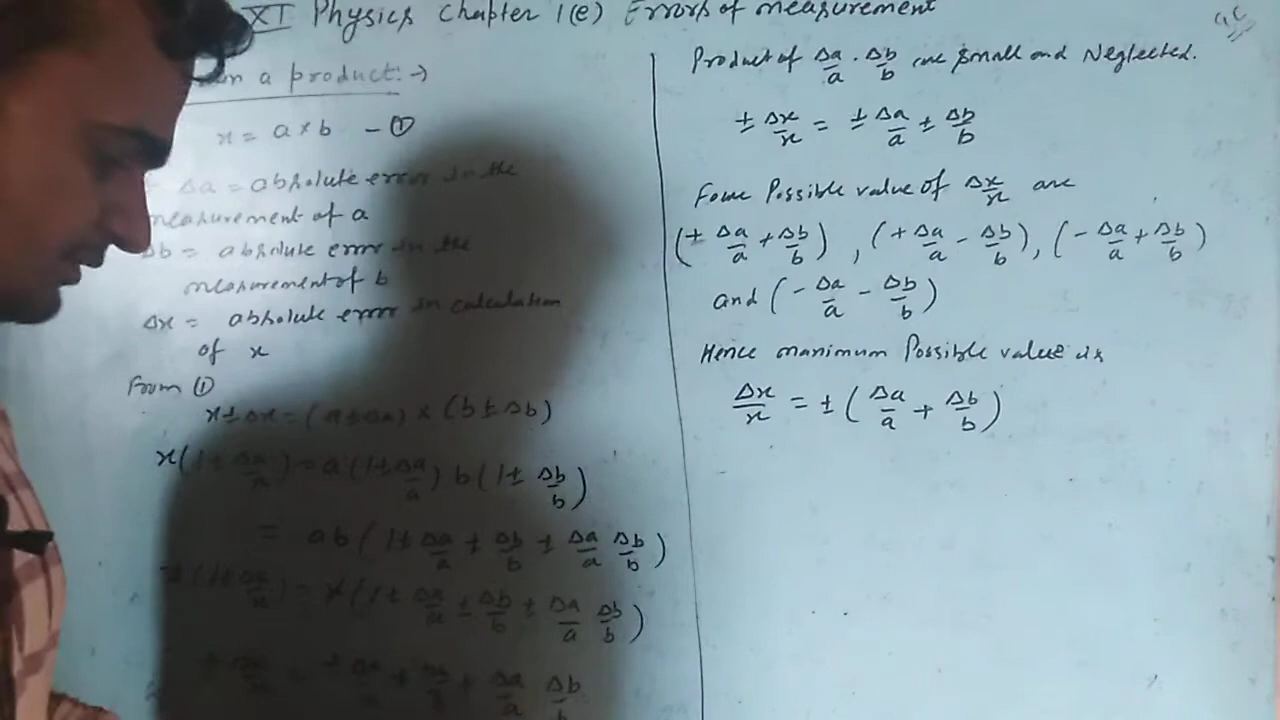 XI Physics Chapter 1(e) Errors of measurement
in a product :→
x = a × b — ①
Δa = absolute error in the
measurement of a
Δb = absolute error in the
measurement of b
Δx = absolute error in calculation
of x
From ①
x ± Δx = (a ± Δa) × (b ± Δb)
= ab (1 ± Δa/a ± Δb/b ± Δa/a Δb/b)
Product of Δa/a · Δb/b are small and Neglected.
± Δx/x = ± Δa/a ± Δb/b
Four Possible value of Δx/x are
(+ Δa/a + Δb/b) , (+ Δa/a - Δb/b), (- Δa/a + Δb/b)
and (- Δa/a - Δb/b)
Hence maximum Possible value is
Δx/x = ± (Δa/a + Δb/b)